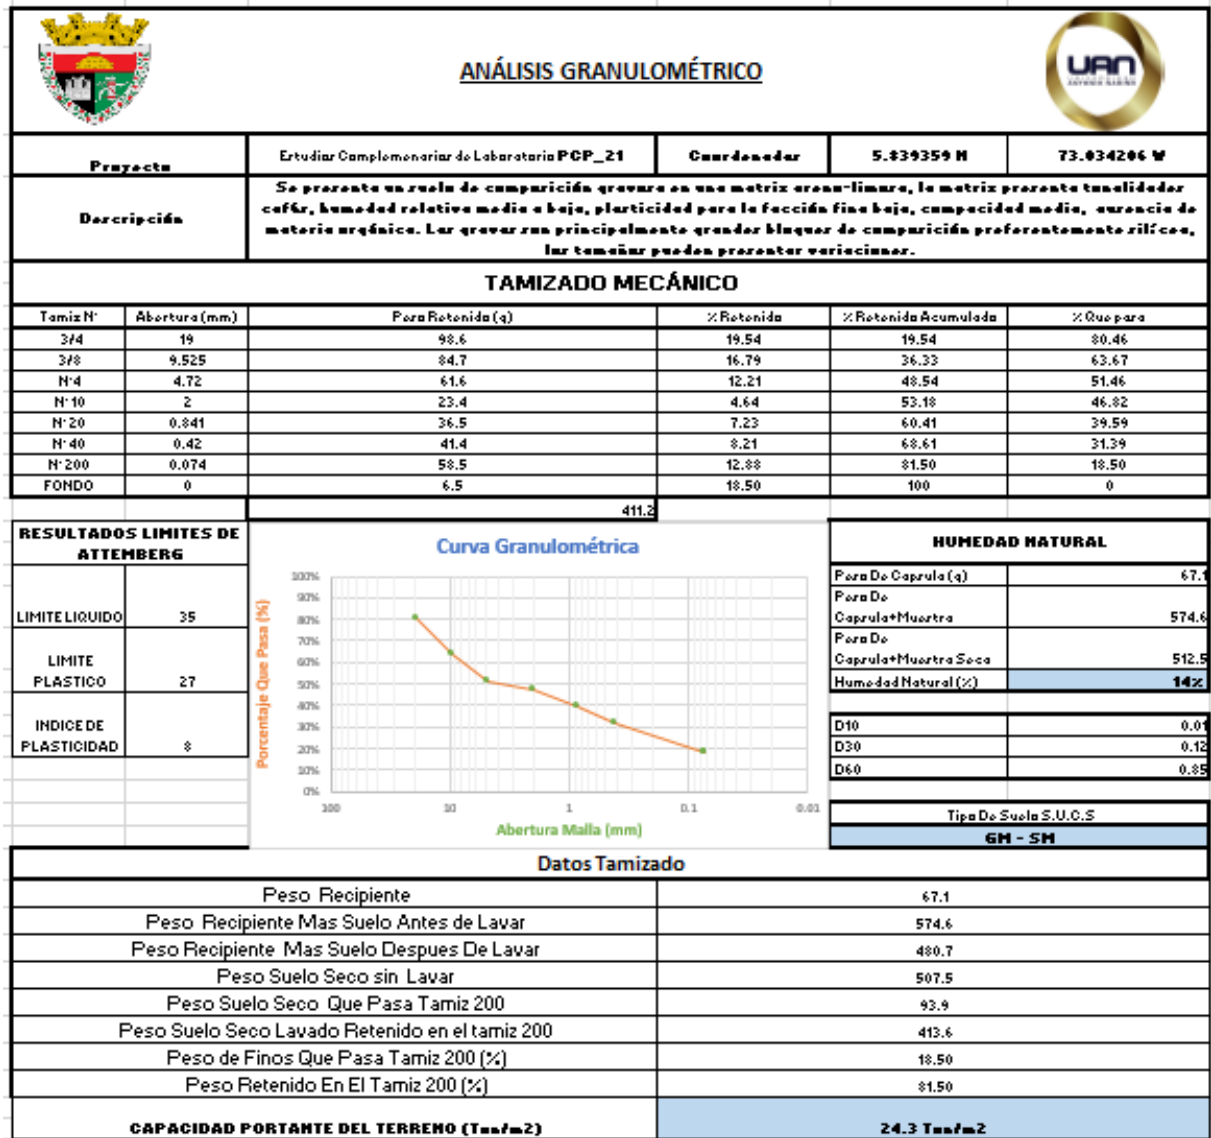 UAN
ANÁLISIS GRANULOMÉTRICO
Proyecto Estudios Complemenarios de Laboratorio PCP_21 Coordenadas 5.839359 N 73.034206 W
Descripción
Se presenta un suelo de composición gravosa en una matriz areno-limosa, la matriz presenta tonalidades
cafés, humedad relativa media a baja, plasticidad para la facción fina baja, compacidad media, ausencia de
materia orgánica. Las gravas son principalmente grandes bloques de composición preferentemente silícea,
los tamaños pueden presentar variaciones.
TAMIZADO MECÁNICO
Tamiz N° Abertura (mm) Peso Retenido (g) % Retenido % Retenido Acumulado % Que pasa
3/4 19 98.6 19.54 19.54 80.46
3/8 9.525 84.7 16.79 36.33 63.67
N°4 4.72 61.6 12.21 48.54 51.46
N° 10 2 23.4 4.64 53.18 46.82
N° 20 0.841 36.5 7.23 60.41 39.59
N° 40 0.42 41.4 8.21 68.61 31.39
N° 200 0.074 58.5 12.88 81.50 18.50
FONDO 0 6.5 18.50 100 0
411.2
RESULTADOS LIMITES DE
ATTEMBERG
LIMITE LIQUIDO 35
LIMITE
PLASTICO 27
INDICE DE
PLASTICIDAD 8
Curva Granulométrica
Porcentaje Que Pasa (%)
100%
90%
80%
70%
60%
50%
40%
30%
20%
10%
0%
100 10 1 0.1 0.01
Abertura Malla (mm)
HUMEDAD NATURAL
Peso De Capsula (g) 67.1
Peso De
Capsula+Muestra 574.6
Peso De
Capsula+Muestra Seca 512.5
Humedad Natural (%) 14%
D10 0.01
D30 0.12
D60 0.85
Tipo De Suelo S.U.C.S
GM - SM
Datos Tamizado
Peso Recipiente 67.1
Peso Recipiente Mas Suelo Antes de Lavar 574.6
Peso Recipiente Mas Suelo Despues De Lavar 480.7
Peso Suelo Seco sin Lavar 507.5
Peso Suelo Seco Que Pasa Tamiz 200 93.9
Peso Suelo Seco Lavado Retenido en el tamiz 200 413.6
Peso de Finos Que Pasa Tamiz 200 (%) 18.50
Peso Retenido En El Tamiz 200 (%) 81.50
CAPACIDAD PORTANTE DEL TERRENO (Ton/m2) 24.3 Ton/m2